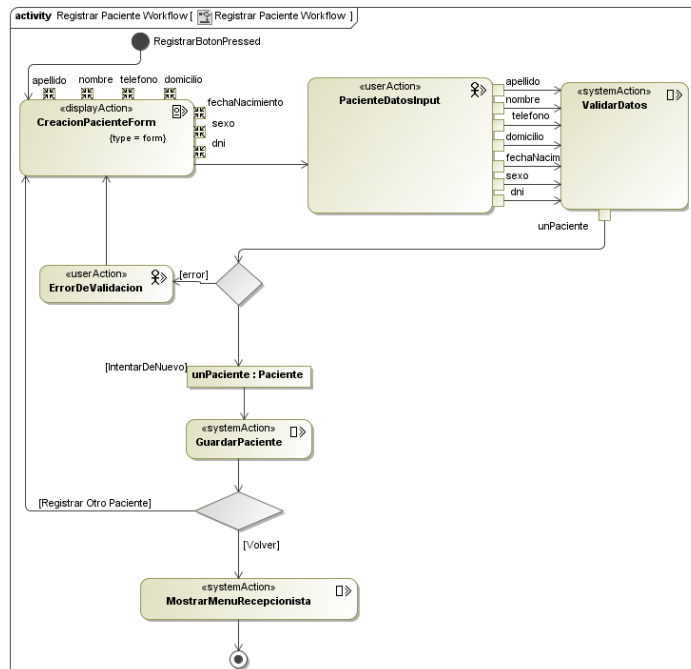 activity Registrar Paciente Workflow [ Registrar Paciente Workflow ]
RegistrarBotonPressed
apellido nombre telefono domicilio
«displayAction»
CreacionPacienteForm
{type = form}
fechaNacimiento
sexo
dni
«userAction»
PacienteDatosInput
apellido
nombre
telefono
domicilio
fechaNacim
sexo
dni
«systemAction»
ValidarDatos
unPaciente
«userAction»
ErrorDeValidacion
[error]
[IntentarDeNuevo]
unPaciente : Paciente
«systemAction»
GuardarPaciente
[Registrar Otro Paciente]
[Volver]
«systemAction»
MostrarMenuRecepcionista